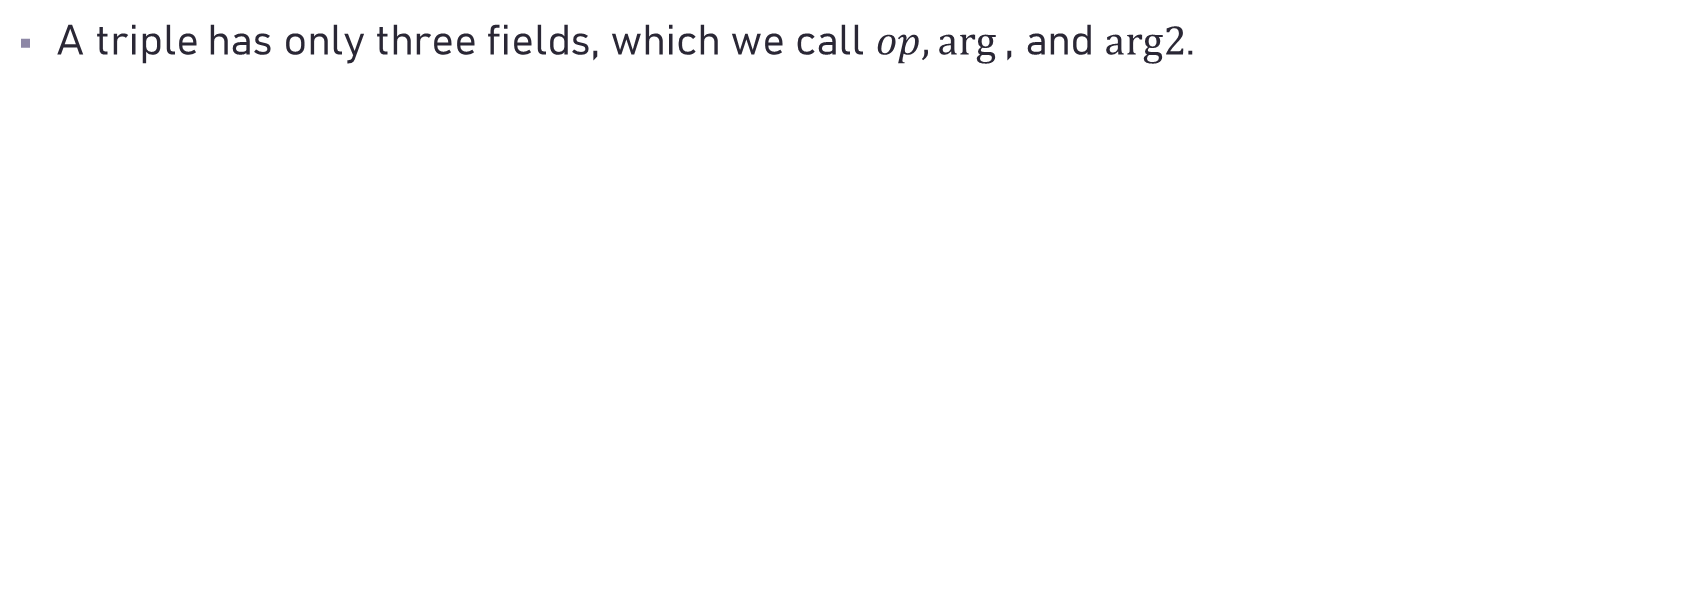 ▪ A triple has only three fields, which we call op, arg , and arg2.